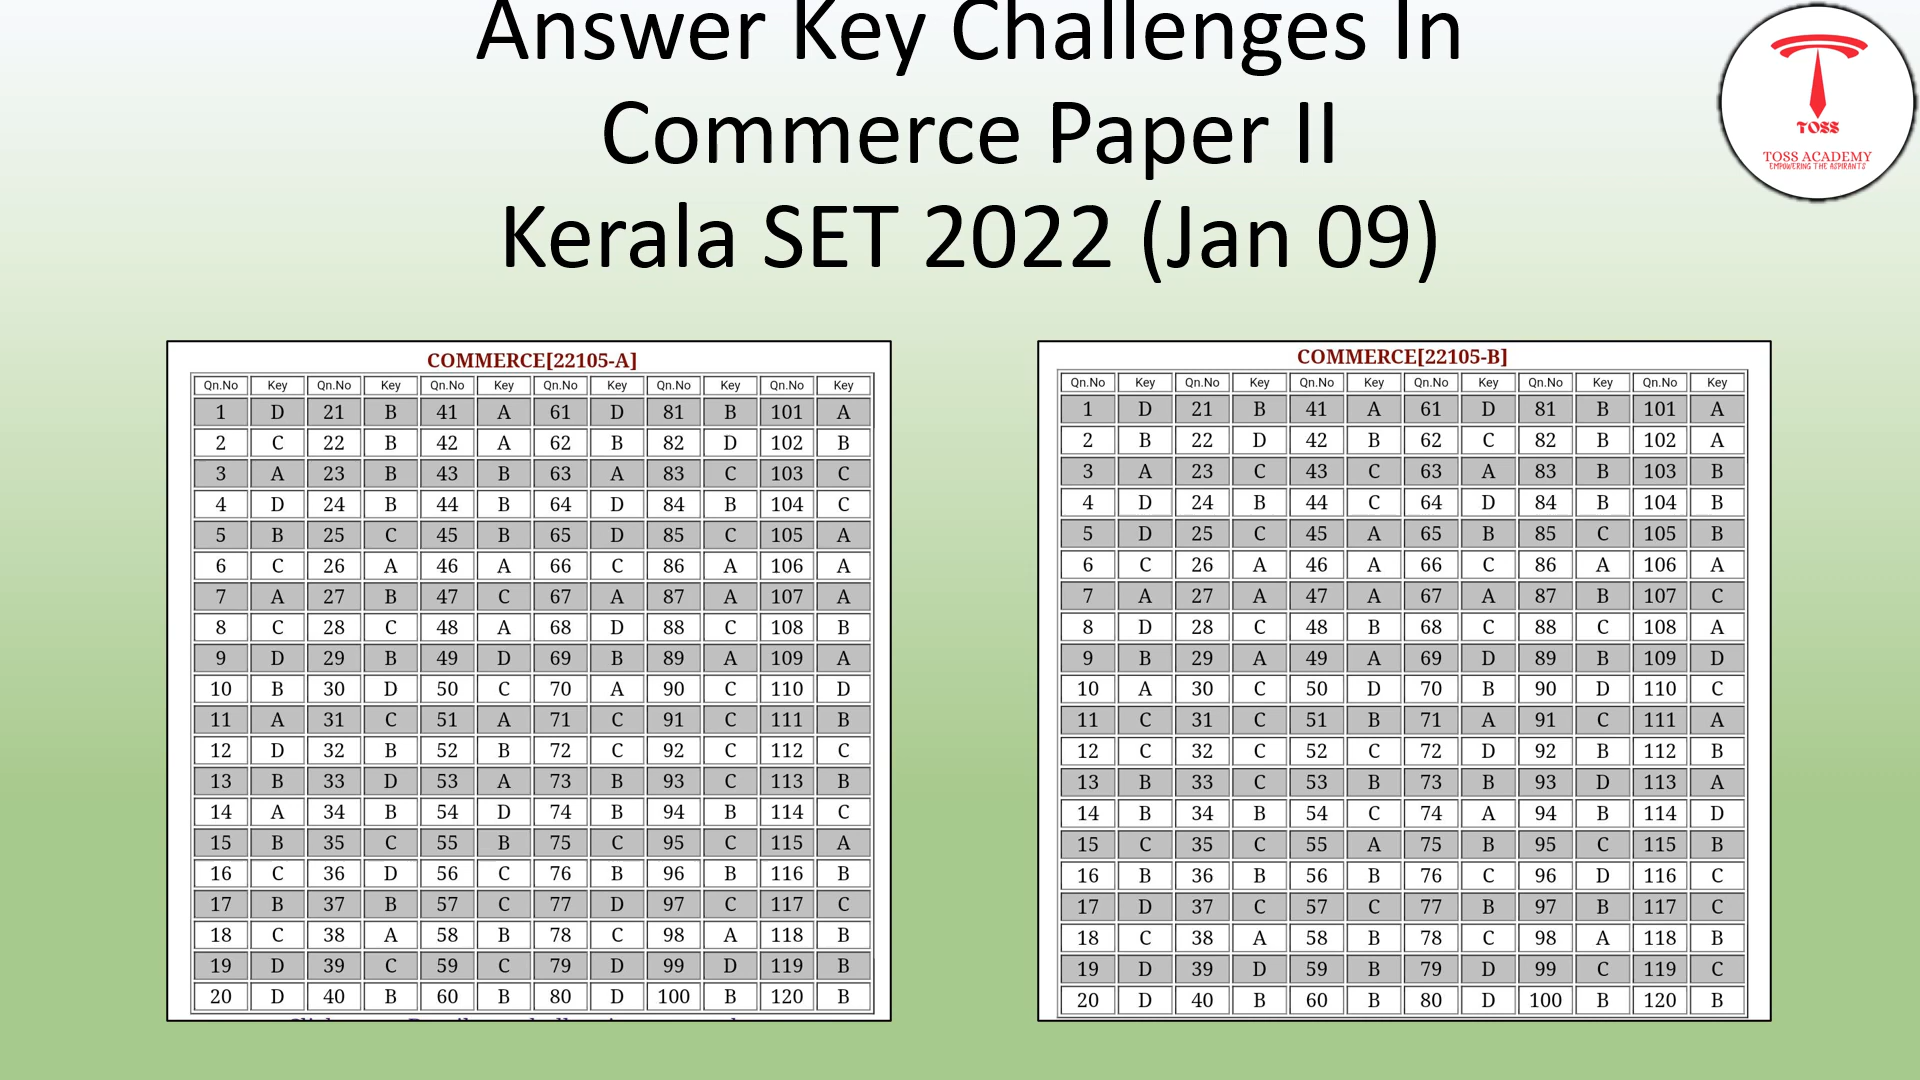 Answer Key Challenges In
Commerce Paper II
Kerala SET 2022 (Jan 09)
TOSS
TOSS ACADEMY
EMPOWERING THE ASPIRANTS
COMMERCE[22105-A]
Qn.No Key Qn.No Key Qn.No Key Qn.No Key Qn.No Key Qn.No Key
1 D 21 B 41 A 61 D 81 B 101 A
2 C 22 B 42 A 62 B 82 D 102 B
3 A 23 B 43 B 63 A 83 C 103 C
4 D 24 B 44 B 64 D 84 B 104 C
5 B 25 C 45 B 65 D 85 C 105 A
6 C 26 A 46 A 66 C 86 A 106 A
7 A 27 B 47 C 67 A 87 A 107 A
8 C 28 C 48 A 68 D 88 C 108 B
9 D 29 B 49 D 69 B 89 A 109 A
10 B 30 D 50 C 70 A 90 C 110 D
11 A 31 C 51 A 71 C 91 C 111 B
12 D 32 B 52 B 72 C 92 C 112 C
13 B 33 D 53 A 73 B 93 C 113 B
14 A 34 B 54 D 74 B 94 B 114 C
15 B 35 C 55 B 75 C 95 C 115 A
16 C 36 D 56 C 76 B 96 B 116 B
17 B 37 B 57 C 77 D 97 C 117 C
18 C 38 A 58 B 78 C 98 A 118 B
19 D 39 C 59 C 79 D 99 D 119 B
20 D 40 B 60 B 80 D 100 B 120 B
COMMERCE[22105-B]
Qn.No Key Qn.No Key Qn.No Key Qn.No Key Qn.No Key Qn.No Key
1 D 21 B 41 A 61 D 81 B 101 A
2 B 22 D 42 B 62 C 82 B 102 A
3 A 23 C 43 C 63 A 83 B 103 B
4 D 24 B 44 C 64 D 84 B 104 B
5 D 25 C 45 A 65 B 85 C 105 B
6 C 26 A 46 A 66 C 86 A 106 A
7 A 27 A 47 A 67 A 87 B 107 C
8 D 28 C 48 B 68 C 88 C 108 A
9 B 29 A 49 A 69 D 89 B 109 D
10 A 30 C 50 D 70 B 90 D 110 C
11 C 31 C 51 B 71 A 91 C 111 A
12 C 32 C 52 C 72 D 92 B 112 B
13 B 33 C 53 B 73 B 93 D 113 A
14 B 34 B 54 C 74 A 94 B 114 D
15 C 35 C 55 A 75 B 95 C 115 B
16 B 36 B 56 B 76 C 96 D 116 C
17 D 37 C 57 C 77 B 97 B 117 C
18 C 38 A 58 B 78 C 98 A 118 B
19 D 39 D 59 B 79 D 99 C 119 C
20 D 40 B 60 B 80 D 100 B 120 B